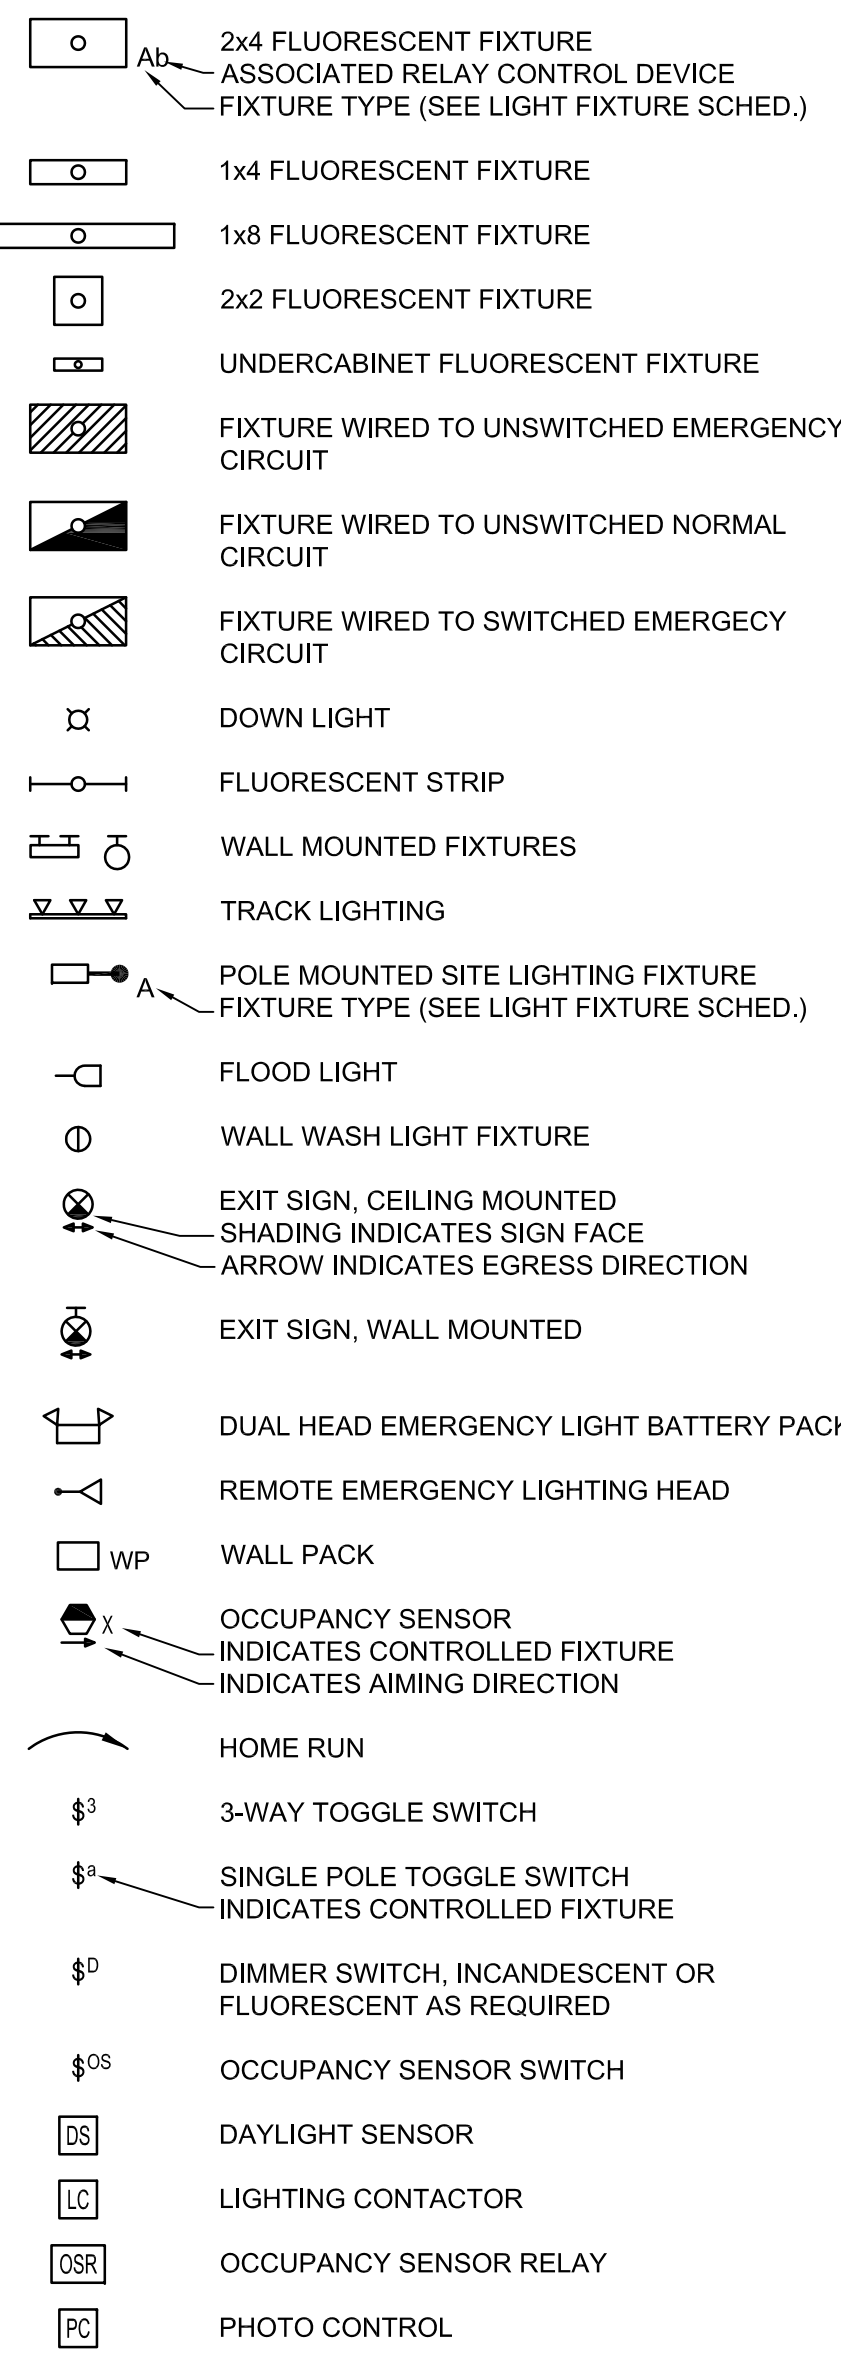 2x4 FLUORESCENT FIXTURE
Ab
ASSOCIATED RELAY CONTROL DEVICE
FIXTURE TYPE (SEE LIGHT FIXTURE SCHED.)
1x4 FLUORESCENT FIXTURE
1x8 FLUORESCENT FIXTURE
2x2 FLUORESCENT FIXTURE
UNDERCABINET FLUORESCENT FIXTURE
FIXTURE WIRED TO UNSWITCHED EMERGENCY
CIRCUIT
FIXTURE WIRED TO UNSWITCHED NORMAL
CIRCUIT
FIXTURE WIRED TO SWITCHED EMERGECY
CIRCUIT
DOWN LIGHT
FLUORESCENT STRIP
WALL MOUNTED FIXTURES
TRACK LIGHTING
POLE MOUNTED SITE LIGHTING FIXTURE
A
FIXTURE TYPE (SEE LIGHT FIXTURE SCHED.)
FLOOD LIGHT
WALL WASH LIGHT FIXTURE
EXIT SIGN, CEILING MOUNTED
SHADING INDICATES SIGN FACE
ARROW INDICATES EGRESS DIRECTION
EXIT SIGN, WALL MOUNTED
DUAL HEAD EMERGENCY LIGHT BATTERY PACK
REMOTE EMERGENCY LIGHTING HEAD
WP WALL PACK
X OCCUPANCY SENSOR
INDICATES CONTROLLED FIXTURE
INDICATES AIMING DIRECTION
HOME RUN
$3 3-WAY TOGGLE SWITCH
$a SINGLE POLE TOGGLE SWITCH
INDICATES CONTROLLED FIXTURE
$D DIMMER SWITCH, INCANDESCENT OR
FLUORESCENT AS REQUIRED
$OS OCCUPANCY SENSOR SWITCH
DS DAYLIGHT SENSOR
LC LIGHTING CONTACTOR
OSR OCCUPANCY SENSOR RELAY
PC PHOTO CONTROL